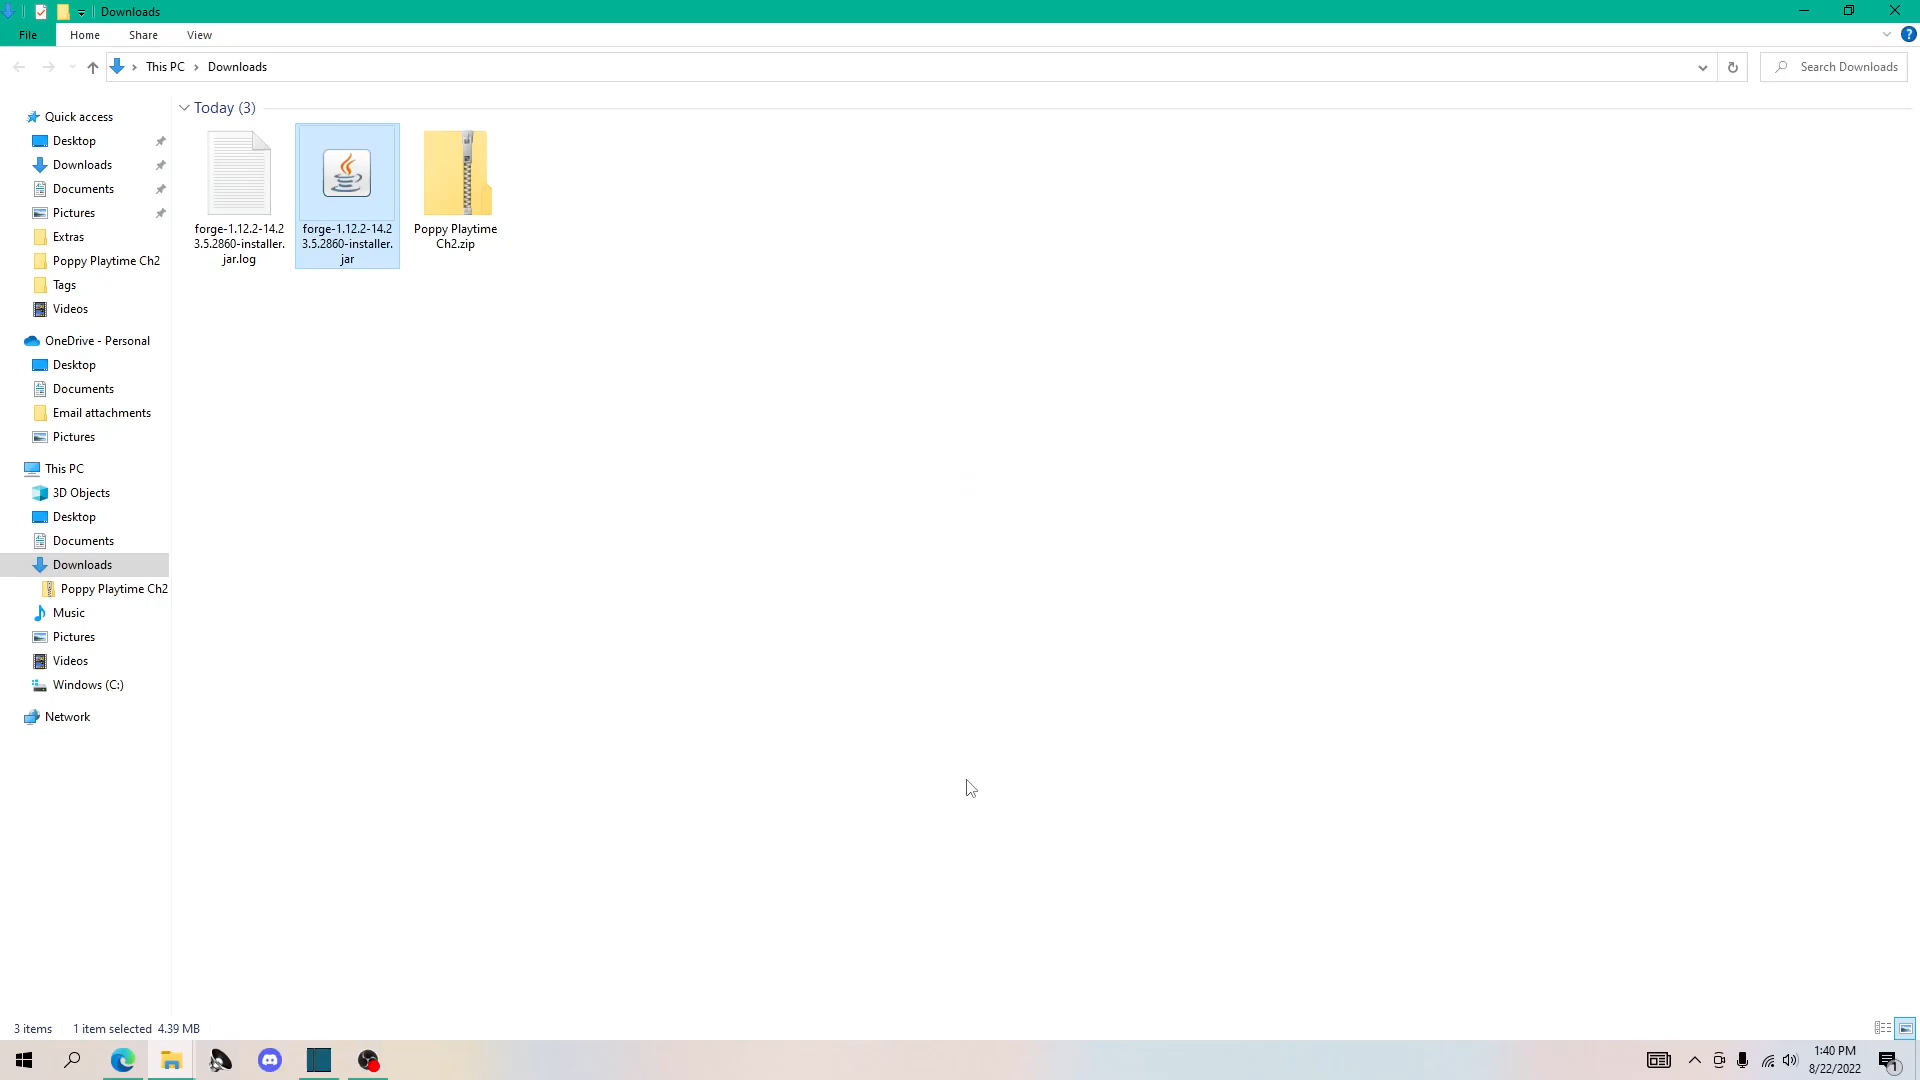 Downloads
File
Home
Share
View
This PC
Downloads
Search Downloads
Quick access
Desktop
Downloads
Documents
Pictures
Extras
Poppy Playtime Ch2
Tags
Videos
OneDrive - Personal
Desktop
Documents
Email attachments
Pictures
This PC
3D Objects
Desktop
Documents
Downloads
Poppy Playtime Ch2
Music
Pictures
Videos
Windows (C:)
Network
Today (3)
forge-1.12.2-14.2
3.5.2860-installer.
jar.log
forge-1.12.2-14.2
3.5.2860-installer.
jar
Poppy Playtime
Ch2.zip
3 items
1 item selected 4.39 MB
1:40 PM
8/22/2022
1